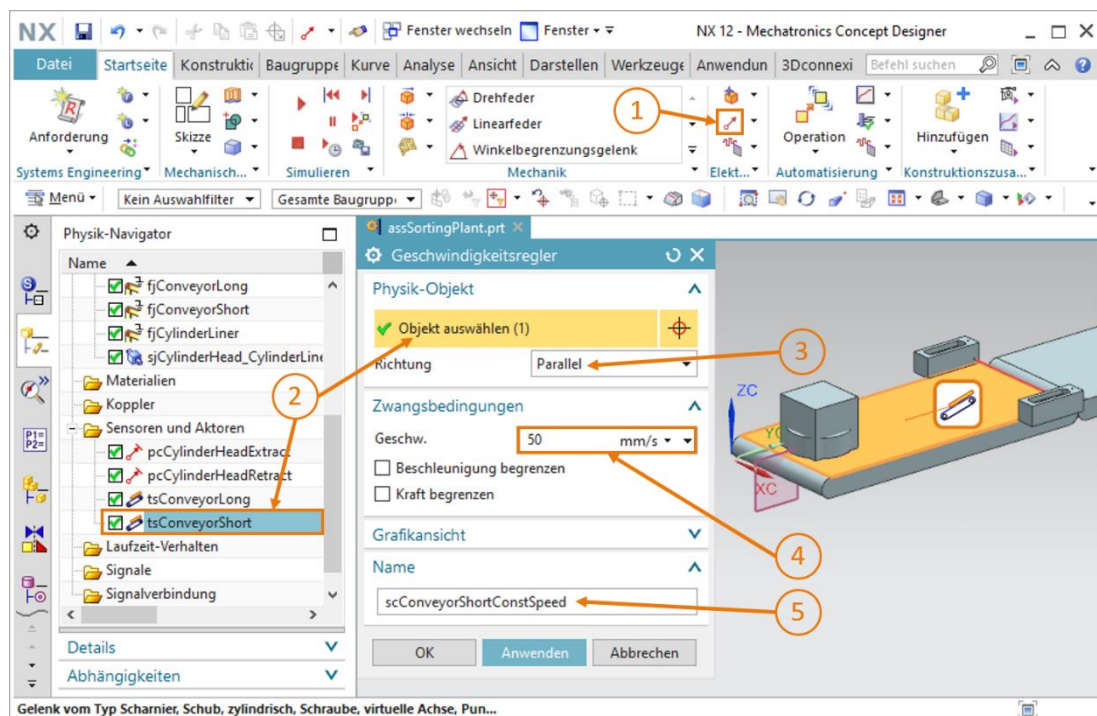 NX Fenster wechseln Fenster NX 12 - Mechatronics Concept Designer
Datei Startseite Konstruktic Baugruppe Kurve Analyse Ansicht Darstellen Werkzeuge Anwendun 3Dconnexi Befehl suchen
Anforderung Skizze Drehfeder Linearfeder Winkelbegrenzungsgelenk 1 Operation Hinzufügen
Systems Engineering Mechanisch... Simulieren Mechanik Elekt... Automatisierung Konstruktionszusa...
Menü Kein Auswahlfilter Gesamte Baugrupp
Physik-Navigator
Name
fjConveyorLong
fjConveyorShort
fjCylinderLiner
sjCylinderHead_CylinderLine
Materialien
Koppler
2
Sensoren und Aktoren
pcCylinderHeadExtract
pcCylinderHeadRetract
tsConveyorLong
tsConveyorShort
Laufzeit-Verhalten
Signale
Signalverbindung
Details
Abhängigkeiten
P1=
P2=
assSortingPlant.prt
Geschwindigkeitsregler
Physik-Objekt
Objekt auswählen (1)
Richtung Parallel
3
Zwangsbedingungen
Geschw. 50 mm/s
Beschleunigung begrenzen
Kraft begrenzen
Grafikansicht
4
Name
scConveyorShortConstSpeed
5
OK Anwenden Abbrechen
ZC
XC
Gelenk vom Typ Scharnier, Schub, zylindrisch, Schraube, virtuelle Achse, Pun...